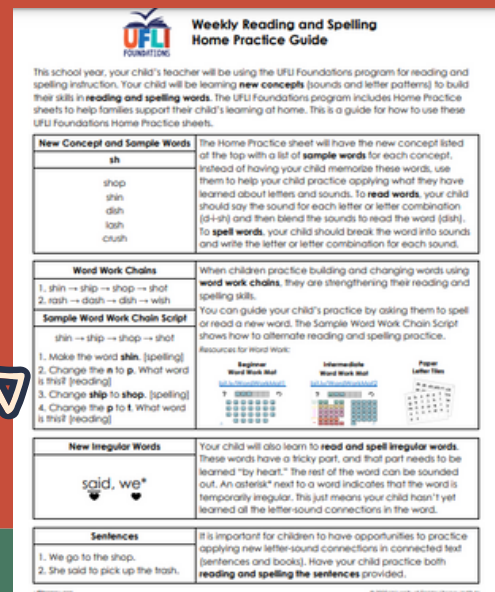 UFLI
FOUNDATIONS
Weekly Reading and Spelling
Home Practice Guide
This school year, your child's teacher will be using the UFLI Foundations program for reading and
spelling instruction. Your child will be learning new concepts (sounds and letter patterns) to build
their skills in reading and spelling words. The UFLI Foundations program includes Home Practice
sheets to help families support their child's learning at home. This is a guide for how to use these
UFLI Foundations Home Practice sheets.
New Concept and Sample Words
sh
shop
shin
dish
lash
crush
The Home Practice sheet will have the new concept listed
at the top with a list of sample words for each concept.
Instead of having your child memorize these words, use
them to help your child practice applying what they have
learned about letters and sounds. To read words, your child
should say the sound for each letter or letter combination
(d-i-sh) and then blend the sounds to read the word (dish).
To spell words, your child should break the word into sounds
and write the letter or letter combination for each sound.
Word Work Chains
1. shin → ship → shop → shot
2. rash → dash → dish → wish
Sample Word Work Chain Script
shin → ship → shop → shot
1. Make the word shin. [spelling]
2. Change the n to p. What word
is this? [reading]
3. Change ship to shop. [spelling]
4. Change the p to t. What word
is this? [reading]
When children practice building and changing words using
word work chains, they are strengthening their reading and
spelling skills.
You can guide your child's practice by asking them to spell
or read a new word. The Sample Word Work Chain Script
shows how to alternate reading and spelling practice.
Resources for Word Work:
Beginner
Word Work Mat
Intermediate
Word Work Mat
Paper
Letter Tiles
New Irregular Words
said, we*
Your child will also learn to read and spell irregular words.
These words have a tricky part, and that part needs to be
learned "by heart." The rest of the word can be sounded
out. An asterisk* next to a word indicates that the word is
temporarily irregular. This just means your child hasn't yet
learned all the letter-sound connections in the word.
Sentences
1. We go to the shop.
2. She said to pick up the trash.
It is important for children to have opportunities to practice
applying new letter-sound connections in connected text
(sentences and books). Have your child practice both
reading and spelling the sentences provided.